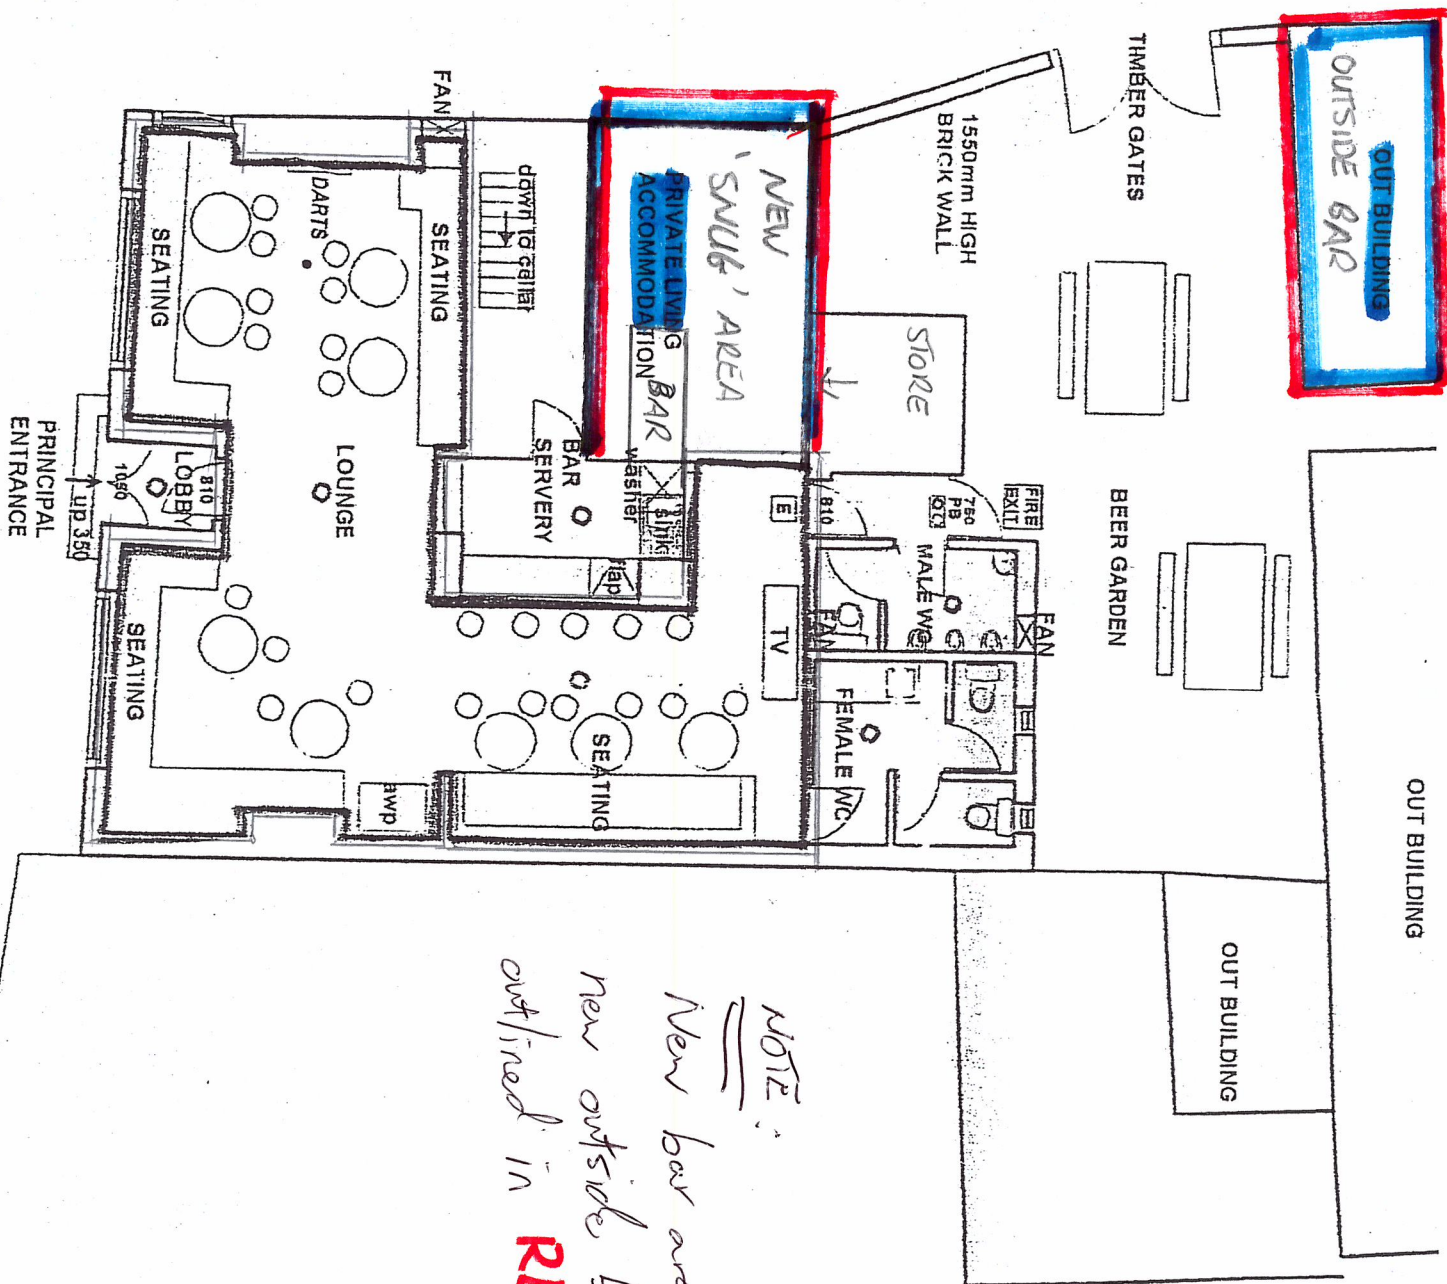 OUT BUILDING
OUTSIDE BAR
TIMBER GATES
1550mm HIGH
BRICK WALL
OUT BUILDING
OUT BUILDING
BEER GARDEN
STORE
NEW
'SNUG' AREA
PRIVATE LIVING
ACCOMMODATION
BAR
FAN
down to cellar
DARTS
SEATING
SEATING
LOUNGE
BAR
SERVERY
washer
sink
flap
E
810
FIRE
EXIT
750
PB
MALE WC
FAN
FAN
TV
FEMALE WC
SEATING
awp
SEATING
810
LOBBY
1050
up 350
PRINCIPAL
ENTRANCE
NOTE:
New bar
new outside
outlined in